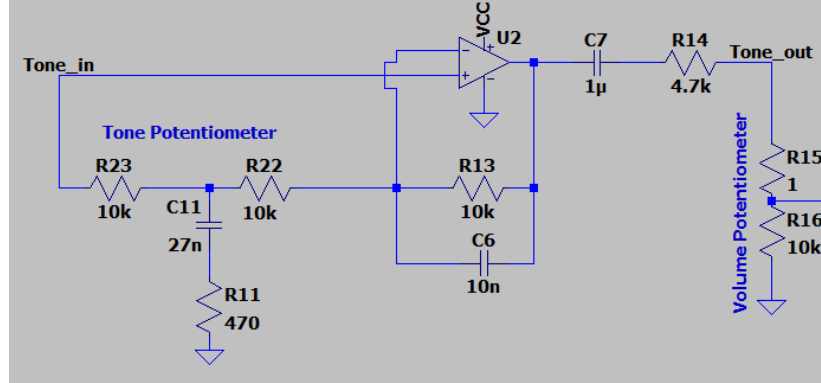 VCC
U2
C7
1µ
R14
4.7k
Tone_out
Tone_in
Tone Potentiometer
R23
10k
R22
10k
R13
10k
C11
27n
C6
10n
R11
470
Volume Potentiometer
R15
1
R16
10k